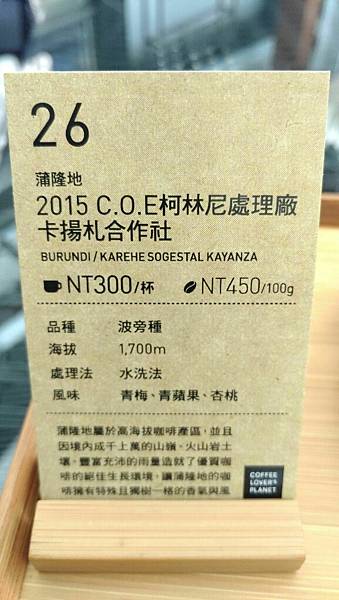 26
蒲隆地
2015 C.O.E柯林尼處理廠
卡揚札合作社
BURUNDI / KAREHE SOGESTAL KAYANZA
NT300/杯 NT450/100g
品種 波旁種
海拔 1,700m
處理法 水洗法
風味 青梅、青蘋果、杏桃
蒲隆地屬於高海拔咖啡產區,並且
因境內成千上萬的山嶺,火山岩土
壤,豐富充沛的雨量造就了優質咖
啡的絕佳生長環境,讓蒲隆地的咖
啡擁有特殊且獨樹一格的香氣與風
COFFEE
LOVER's
PLANET